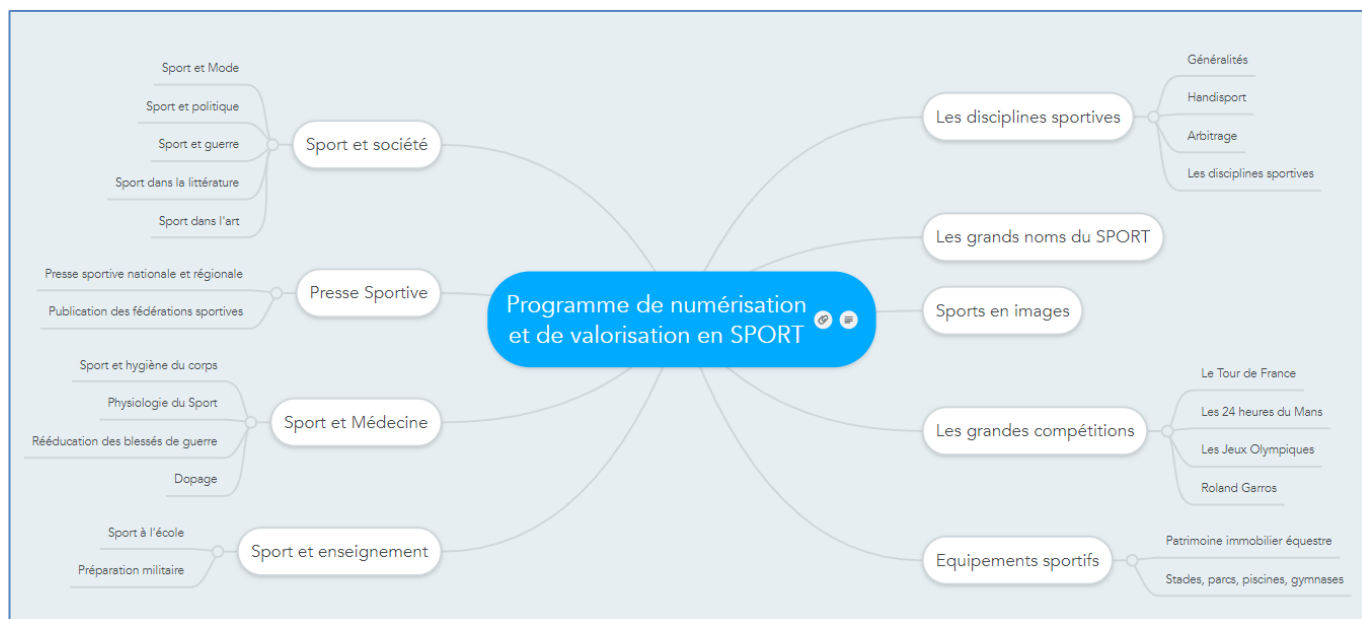 Programme de numérisation
et de valorisation en SPORT
Sport et société
Sport et Mode
Sport et politique
Sport et guerre
Sport dans la littérature
Sport dans l'art
Presse Sportive
Presse sportive nationale et régionale
Publication des fédérations sportives
Sport et Médecine
Sport et hygiène du corps
Physiologie du Sport
Rééducation des blessés de guerre
Dopage
Sport et enseignement
Sport à l'école
Préparation militaire
Les disciplines sportives
Généralités
Handisport
Arbitrage
Les disciplines sportives
Les grands noms du SPORT
Sports en images
Les grandes compétitions
Le Tour de France
Les 24 heures du Mans
Les Jeux Olympiques
Roland Garros
Equipements sportifs
Patrimoine immobilier équestre
Stades, parcs, piscines, gymnases